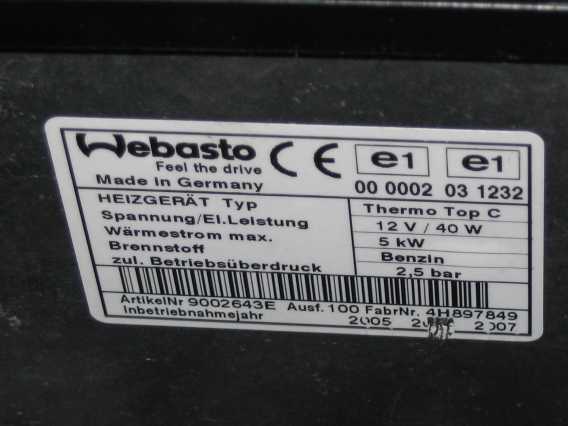 Webasto
Feel the drive
Made in Germany
e1 e1
00 0002 03 1232
HEIZGERÄT Typ Thermo Top C
Spannung/El.Leistung 12 V / 40 W
Wärmestrom max. 5 kW
Brennstoff Benzin
zul. Betriebsüberdruck 2,5 bar
ArtikelNr 9002643E Ausf. 100 FabrNr. 4H897849
Inbetriebnahmejahr 2005 2007